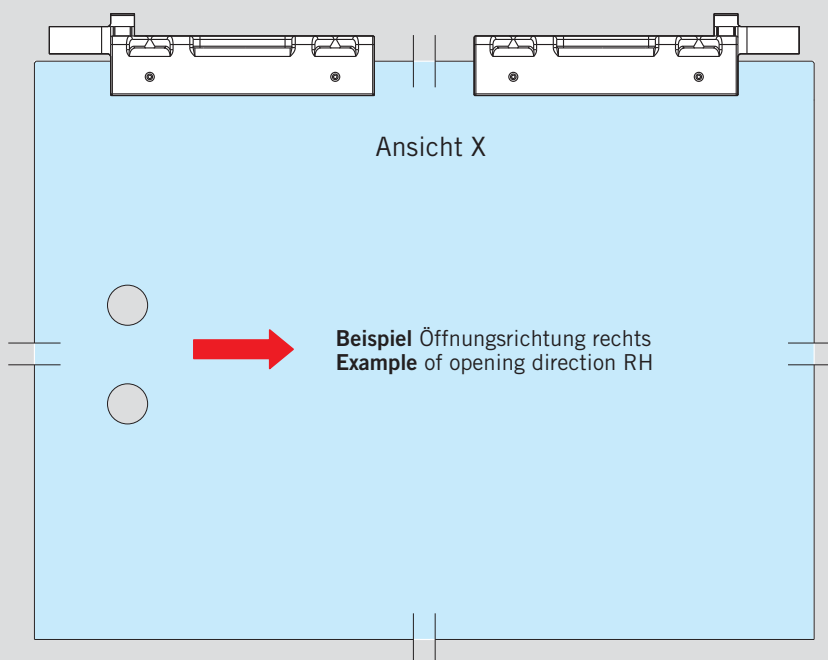 Ansicht X
Beispiel Öffnungsrichtung rechts
Example of opening direction RH